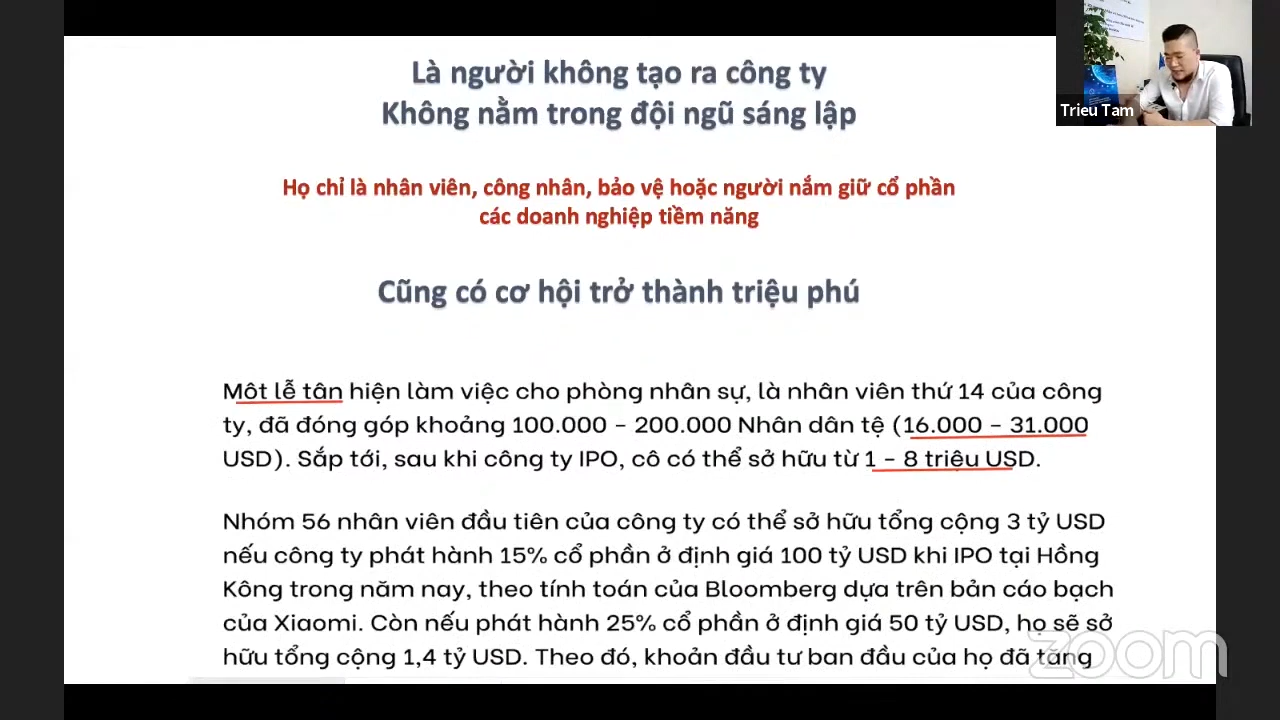 Là người không tạo ra công ty
Không nằm trong đội ngũ sáng lập
Trieu Tam
Họ chỉ là nhân viên, công nhân, bảo vệ hoặc người nắm giữ cổ phần
các doanh nghiệp tiềm năng
Cũng có cơ hội trở thành triệu phú
Một lễ tân hiện làm việc cho phòng nhân sự, là nhân viên thứ 14 của công
ty, đã đóng góp khoảng 100.000 – 200.000 Nhân dân tệ (16.000 – 31.000
USD). Sắp tới, sau khi công ty IPO, cô có thể sở hữu từ 1 – 8 triệu USD.
Nhóm 56 nhân viên đầu tiên của công ty có thể sở hữu tổng cộng 3 tỷ USD
nếu công ty phát hành 15% cổ phần ở định giá 100 tỷ USD khi IPO tại Hồng
Kông trong năm nay, theo tính toán của Bloomberg dựa trên bản cáo bạch
của Xiaomi. Còn nếu phát hành 25% cổ phần ở định giá 50 tỷ USD, họ sẽ sở
hữu tổng cộng 1,4 tỷ USD. Theo đó, khoản đầu tư ban đầu của họ đã tăng
zoom